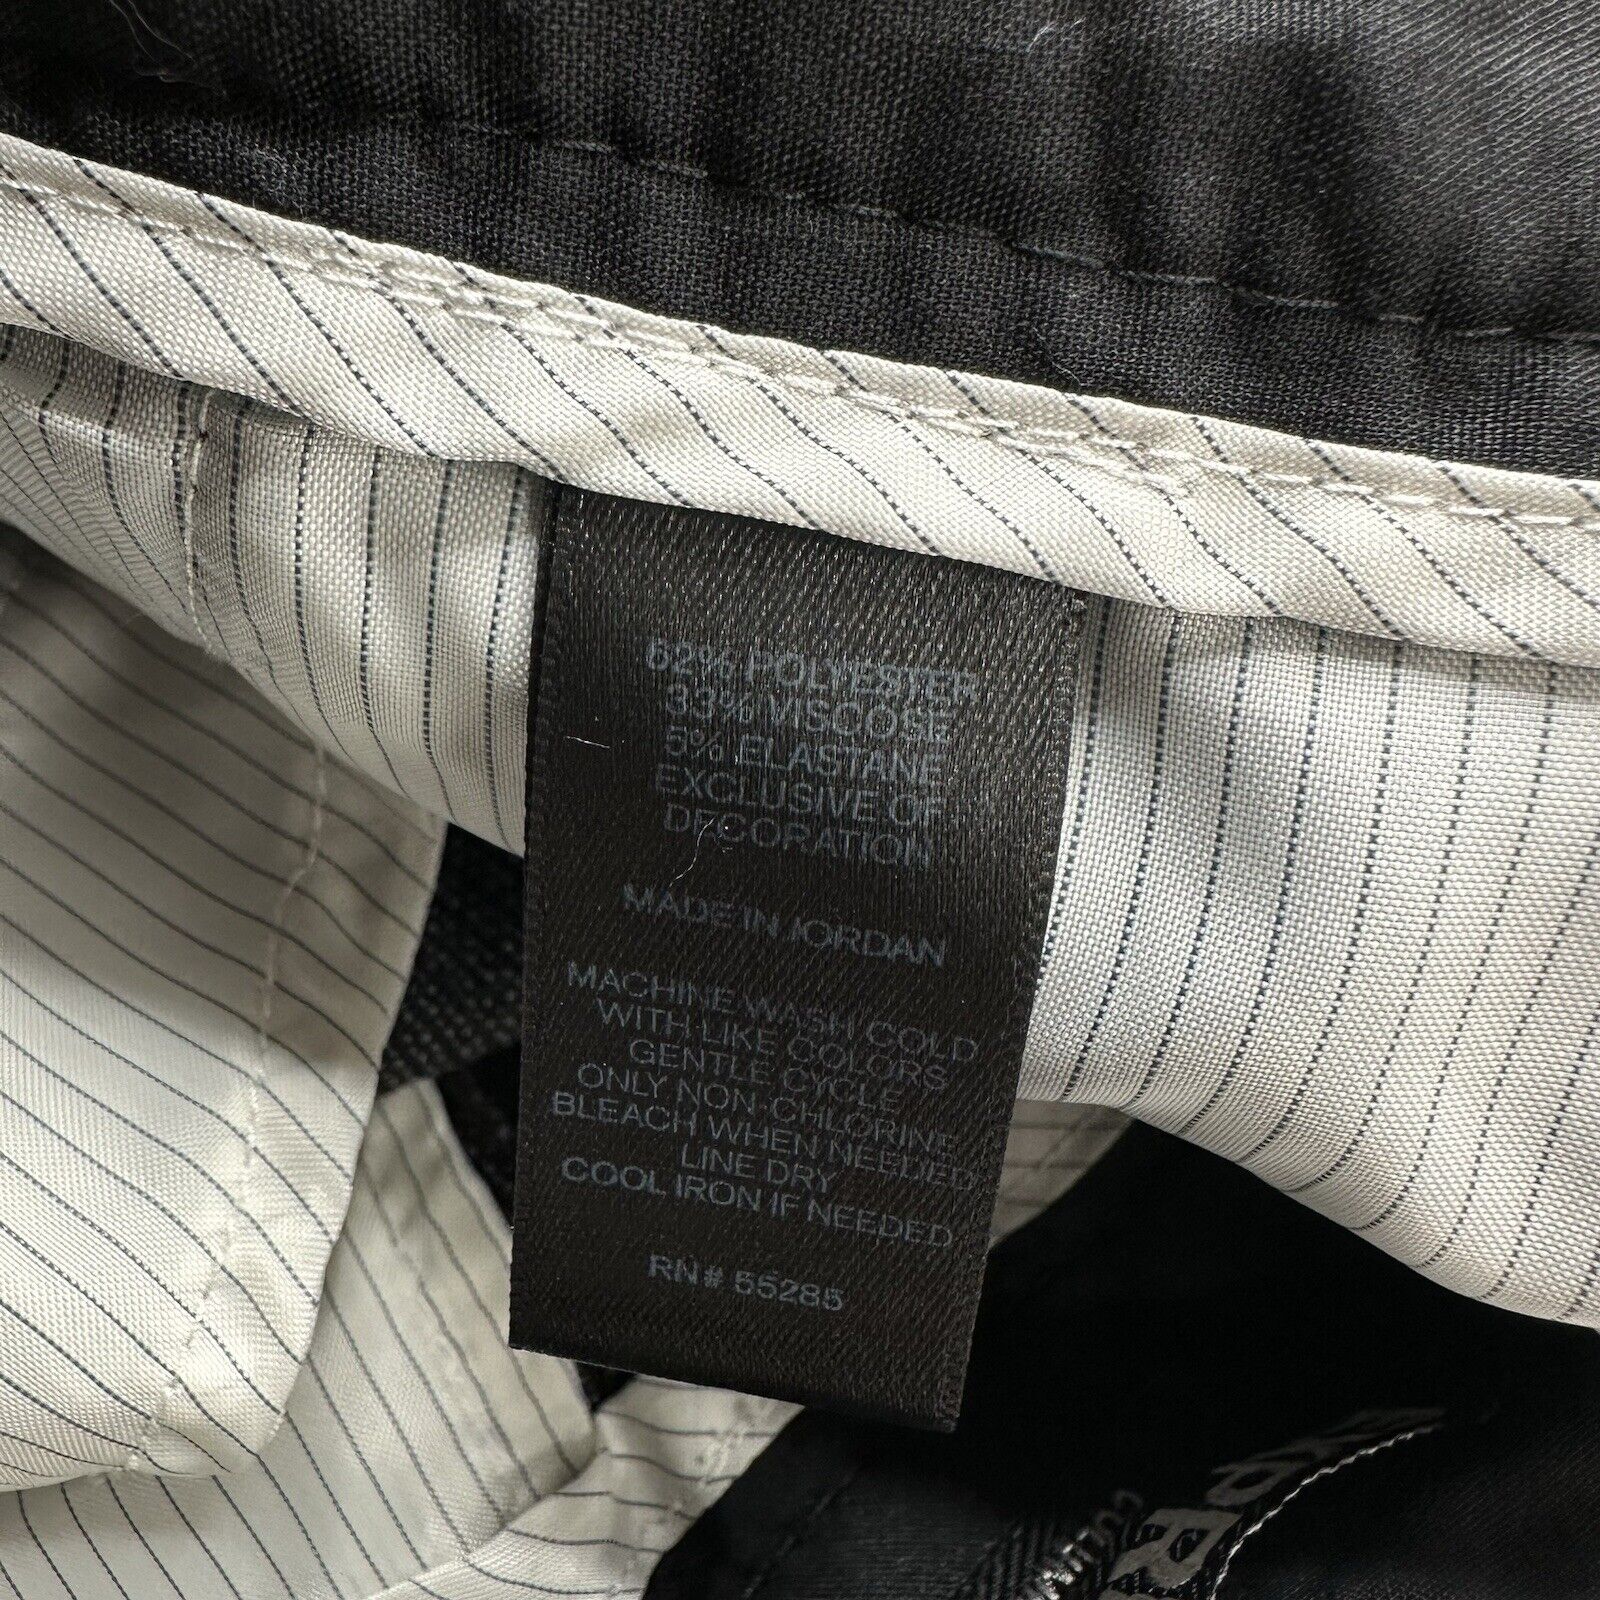 62% POLYESTER
33% VISCOSE
5% ELASTANE
EXCLUSIVE OF
DECORATION
MADE IN JORDAN
MACHINE WASH COLD
WITH LIKE COLORS
GENTLE CYCLE
ONLY NON-CHLORINE
BLEACH WHEN NEEDED
LINE DRY
COOL IRON IF NEEDED
RN# 55285